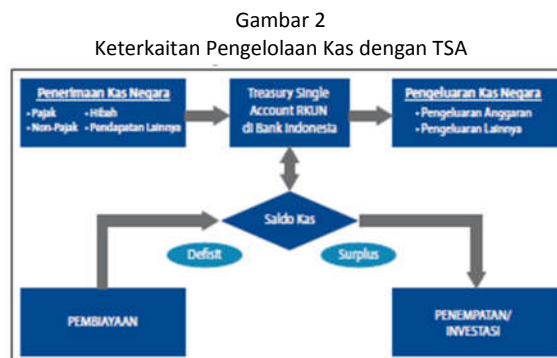 Gambar 2
Keterkaitan Pengelolaan Kas dengan TSA
Penerimaan Kas Negara
• Pajak • Hibah
• Non-Pajak • Pendapatan Lainnya
Treasury Single
Account RKUN
di Bank Indonesia
Pengeluaran Kas Negara
• Pengeluaran Anggaran
• Pengeluaran Lainnya
Saldo Kas
Defisit
Surplus
PEMBIAYAAN
PENEMPATAN/
INVESTASI